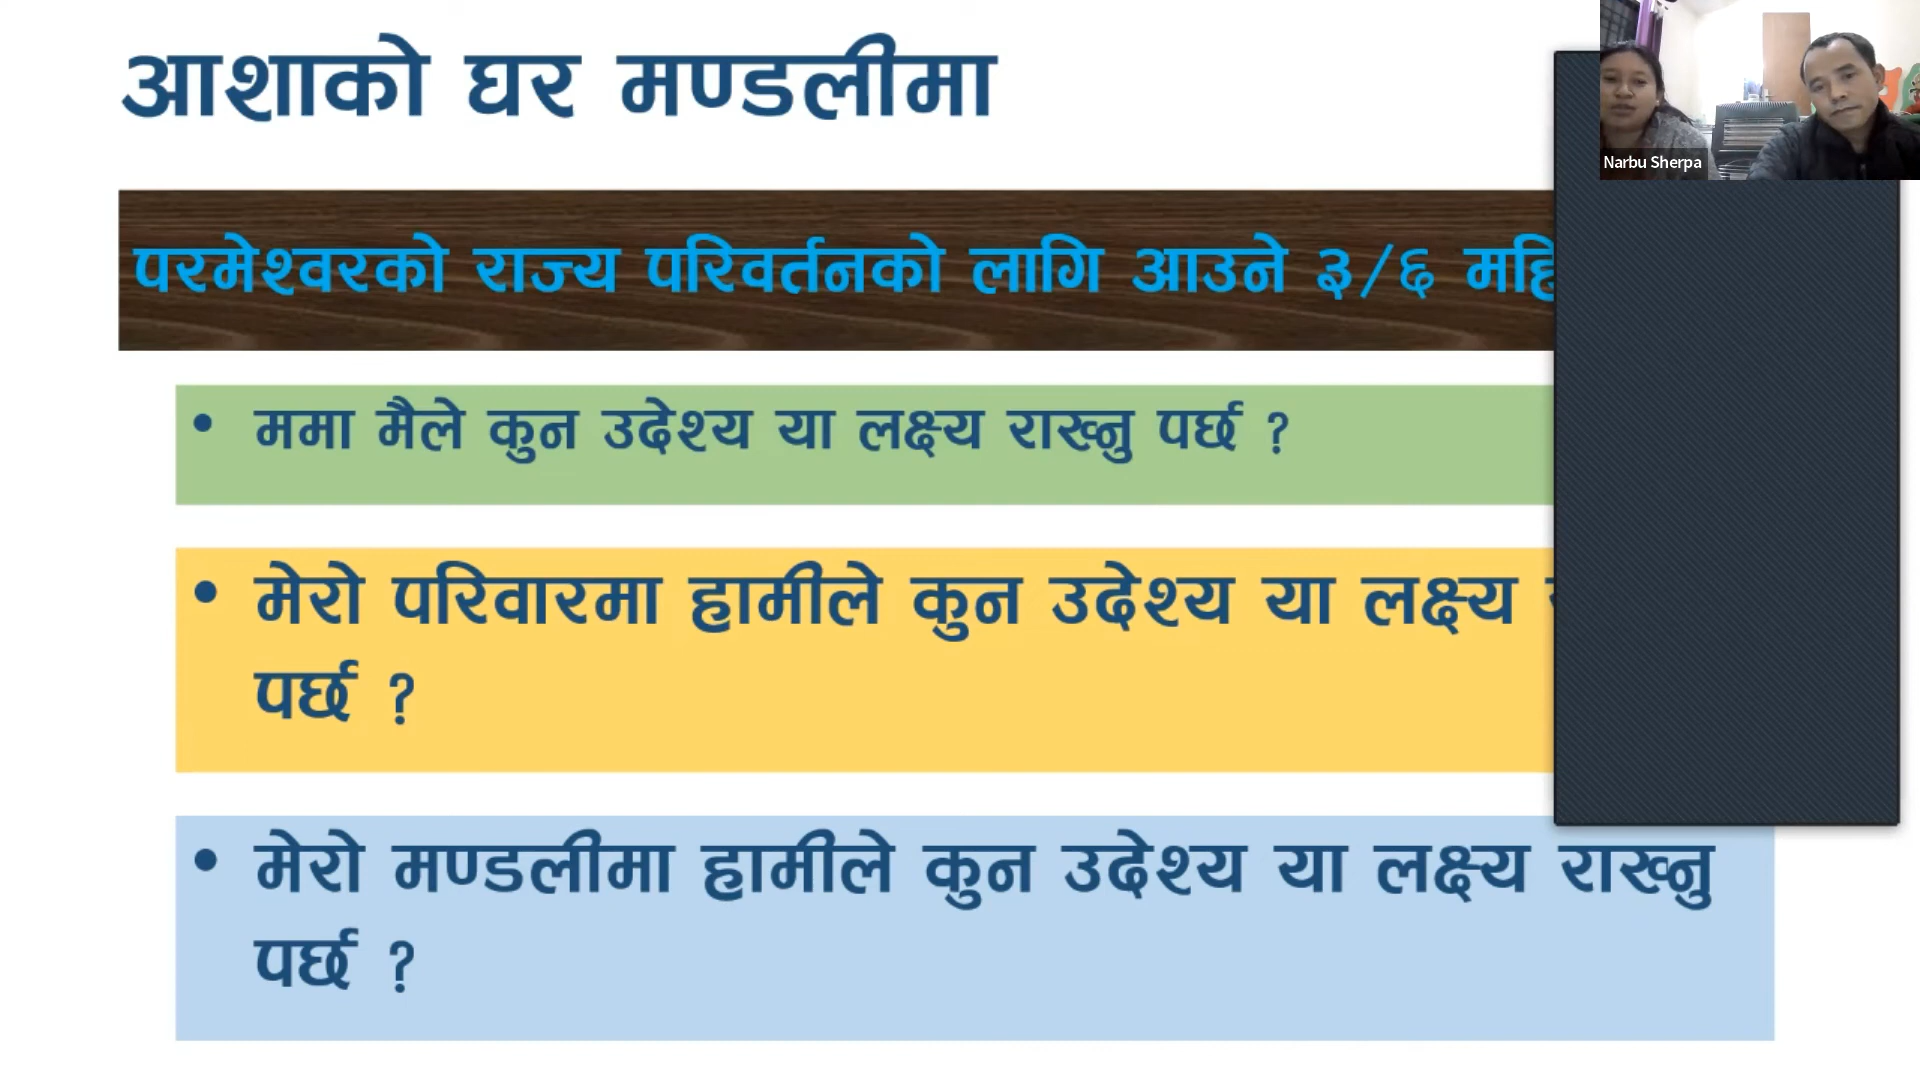 आशाको घर मण्डलीमा
Narbu Sherpa
परमेश्वरको राज्य परिवर्तनको लागि आउने ३/६
• ममा मैले कुन उदेश्य या लक्ष्य राख्नु पर्छ ?
• मेरो परिवारमा हामीले कुन उदेश्य या लक्ष्य
पर्छ ?
• मेरो मण्डलीमा हामीले कुन उदेश्य या लक्ष्य राख्नु
पर्छ ?